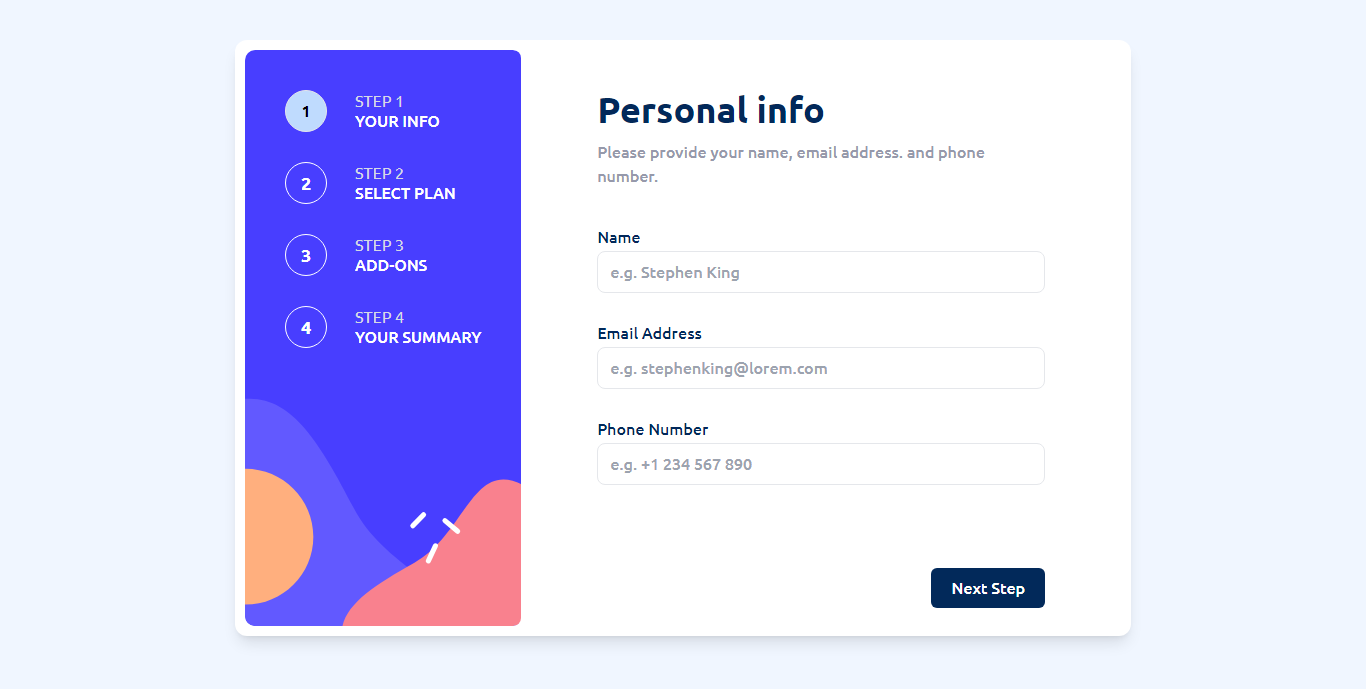 1
STEP 1
YOUR INFO
2
STEP 2
SELECT PLAN
3
STEP 3
ADD-ONS
4
STEP 4
YOUR SUMMARY
Personal info
Please provide your name, email address. and phone
number.
Name
e.g. Stephen King
Email Address
e.g. stephenking@lorem.com
Phone Number
e.g. +1 234 567 890
Next Step